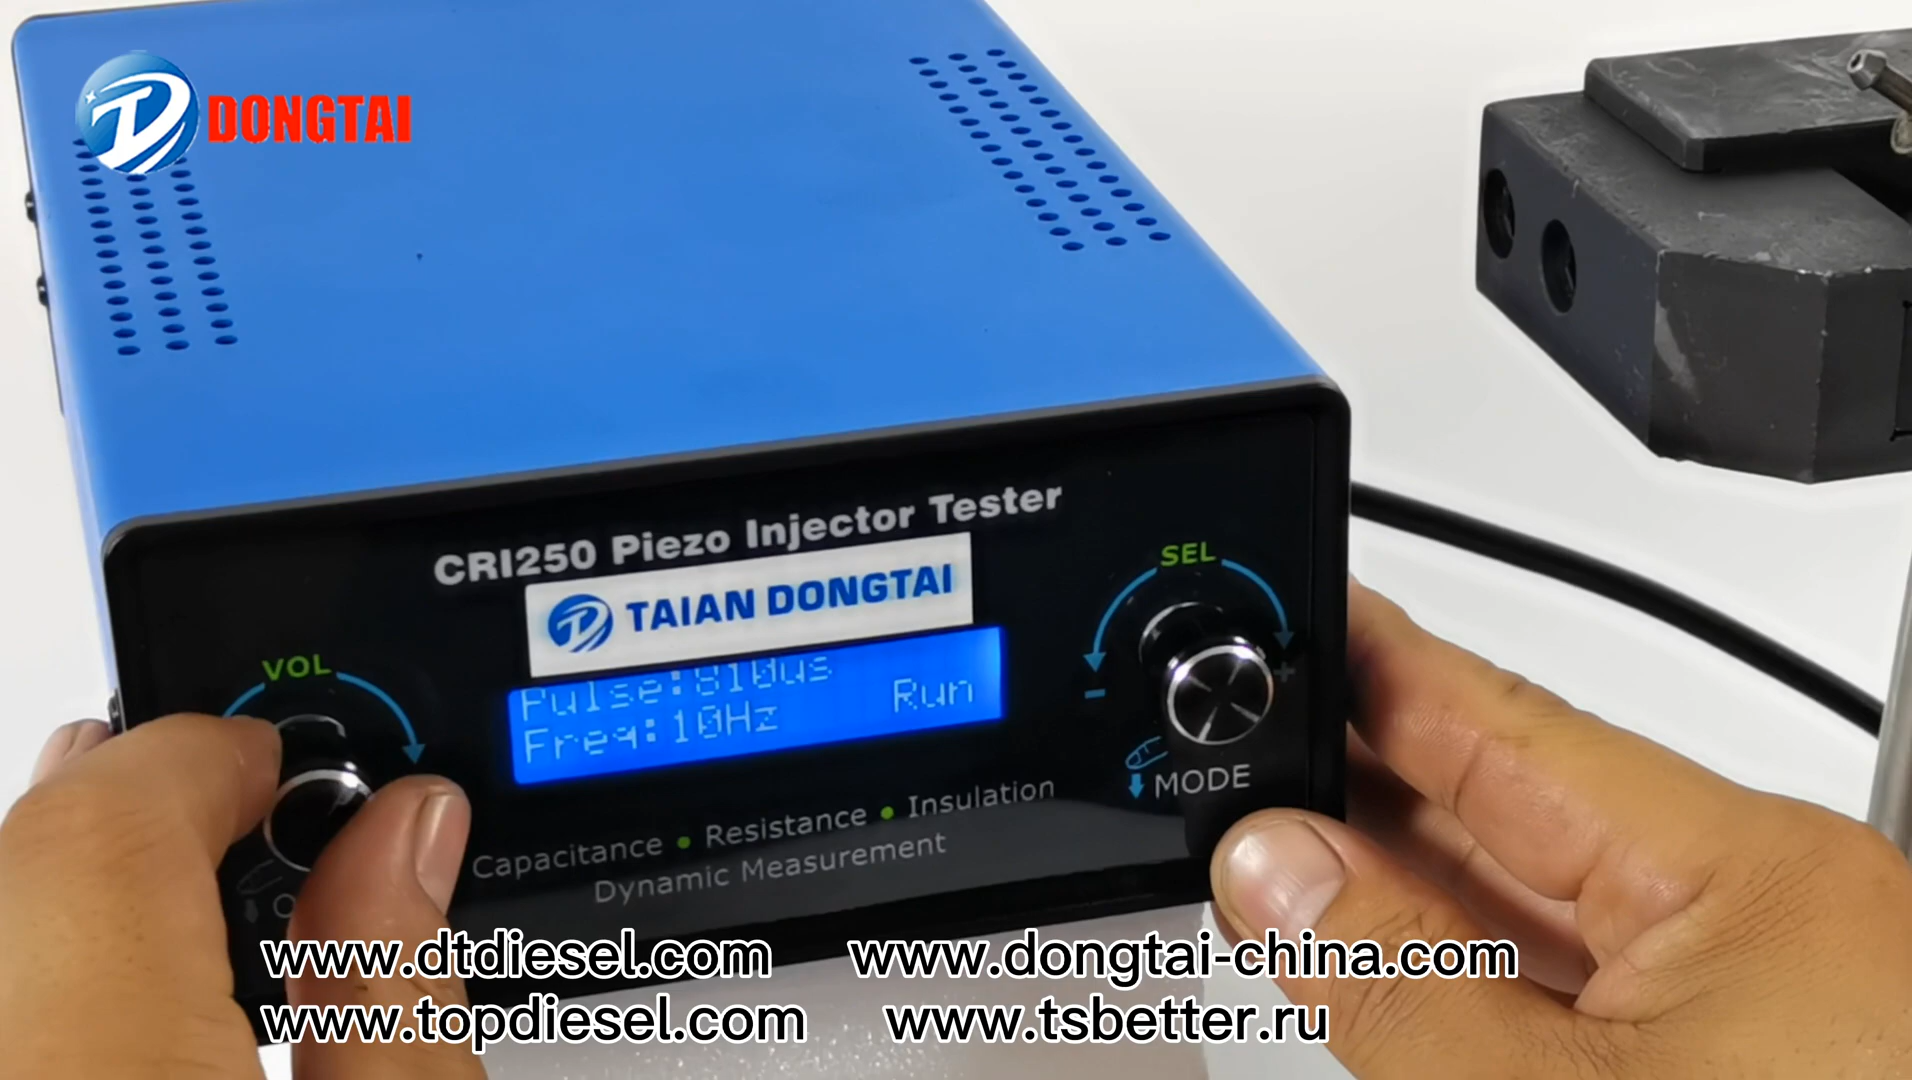 DONGTAI
CRI250 Piezo Injector Tester
TAIAN DONGTAI
VOL
SEL
- +
Pulse:810us
Freq:10Hz Run
MODE
Capacitance • Resistance • Insulation
Dynamic Measurement
www.dtdiesel.com www.dongtai-china.com
www.topdiesel.com www.tsbetter.ru